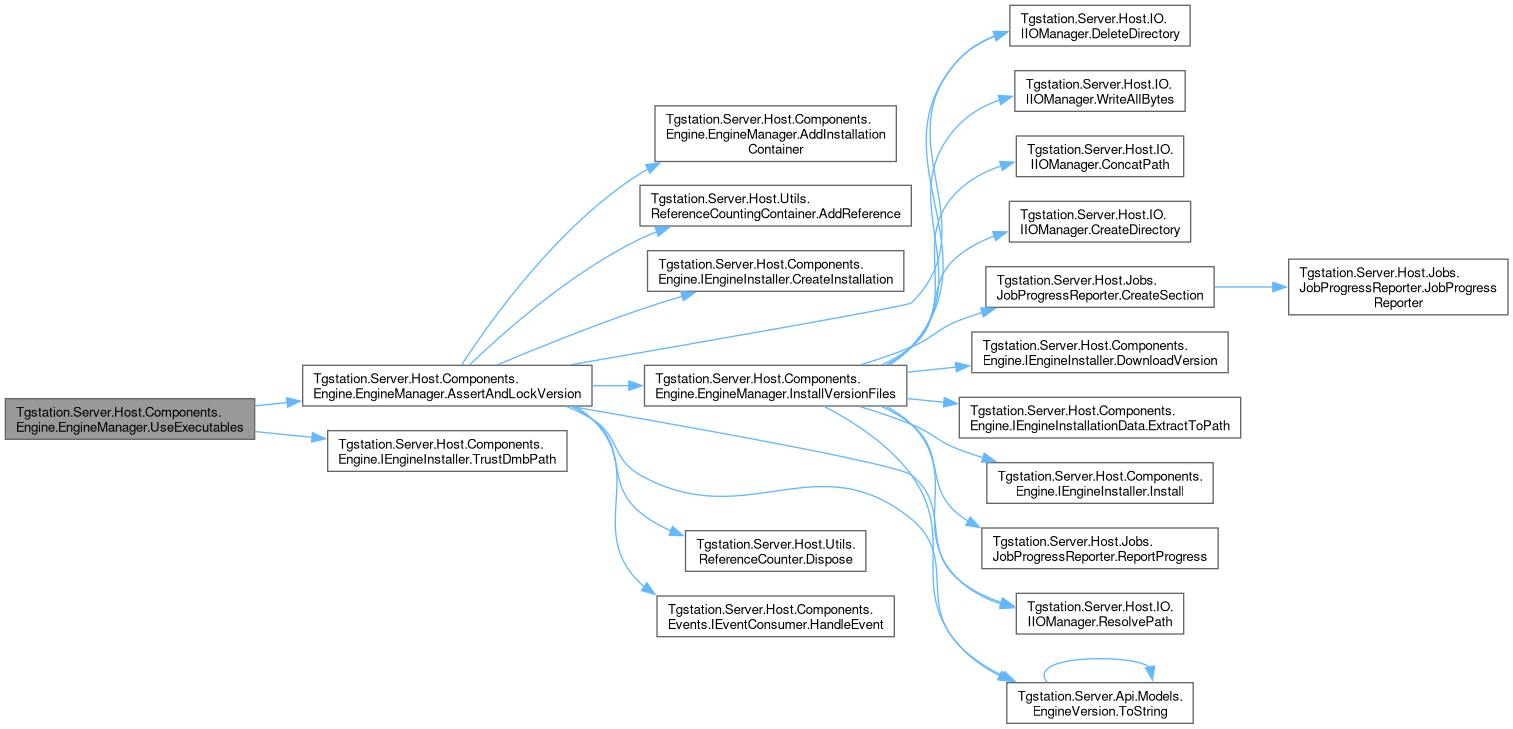 Tgstation.Server.Host.Components.
Engine.EngineManager.UseExecutables
Tgstation.Server.Host.Components.
Engine.EngineManager.AssertAndLockVersion
Tgstation.Server.Host.Components.
Engine.IEngineInstaller.TrustDmbPath
Tgstation.Server.Host.Components.
Engine.EngineManager.AddInstallation
Container
Tgstation.Server.Host.Utils.
ReferenceCountingContainer.AddReference
Tgstation.Server.Host.Components.
Engine.IEngineInstaller.CreateInstallation
Tgstation.Server.Host.Components.
Engine.EngineManager.InstallVersionFiles
Tgstation.Server.Host.Utils.
ReferenceCounter.Dispose
Tgstation.Server.Host.Components.
Events.IEventConsumer.HandleEvent
Tgstation.Server.Host.IO.
IIOManager.DeleteDirectory
Tgstation.Server.Host.IO.
IIOManager.WriteAllBytes
Tgstation.Server.Host.IO.
IIOManager.ConcatPath
Tgstation.Server.Host.IO.
IIOManager.CreateDirectory
Tgstation.Server.Host.Jobs.
JobProgressReporter.CreateSection
Tgstation.Server.Host.Components.
Engine.IEngineInstaller.DownloadVersion
Tgstation.Server.Host.Components.
Engine.IEngineInstallationData.ExtractToPath
Tgstation.Server.Host.Components.
Engine.IEngineInstaller.Install
Tgstation.Server.Host.Jobs.
JobProgressReporter.ReportProgress
Tgstation.Server.Host.IO.
IIOManager.ResolvePath
Tgstation.Server.Api.Models.
EngineVersion.ToString
Tgstation.Server.Host.Jobs.
JobProgressReporter.JobProgress
Reporter